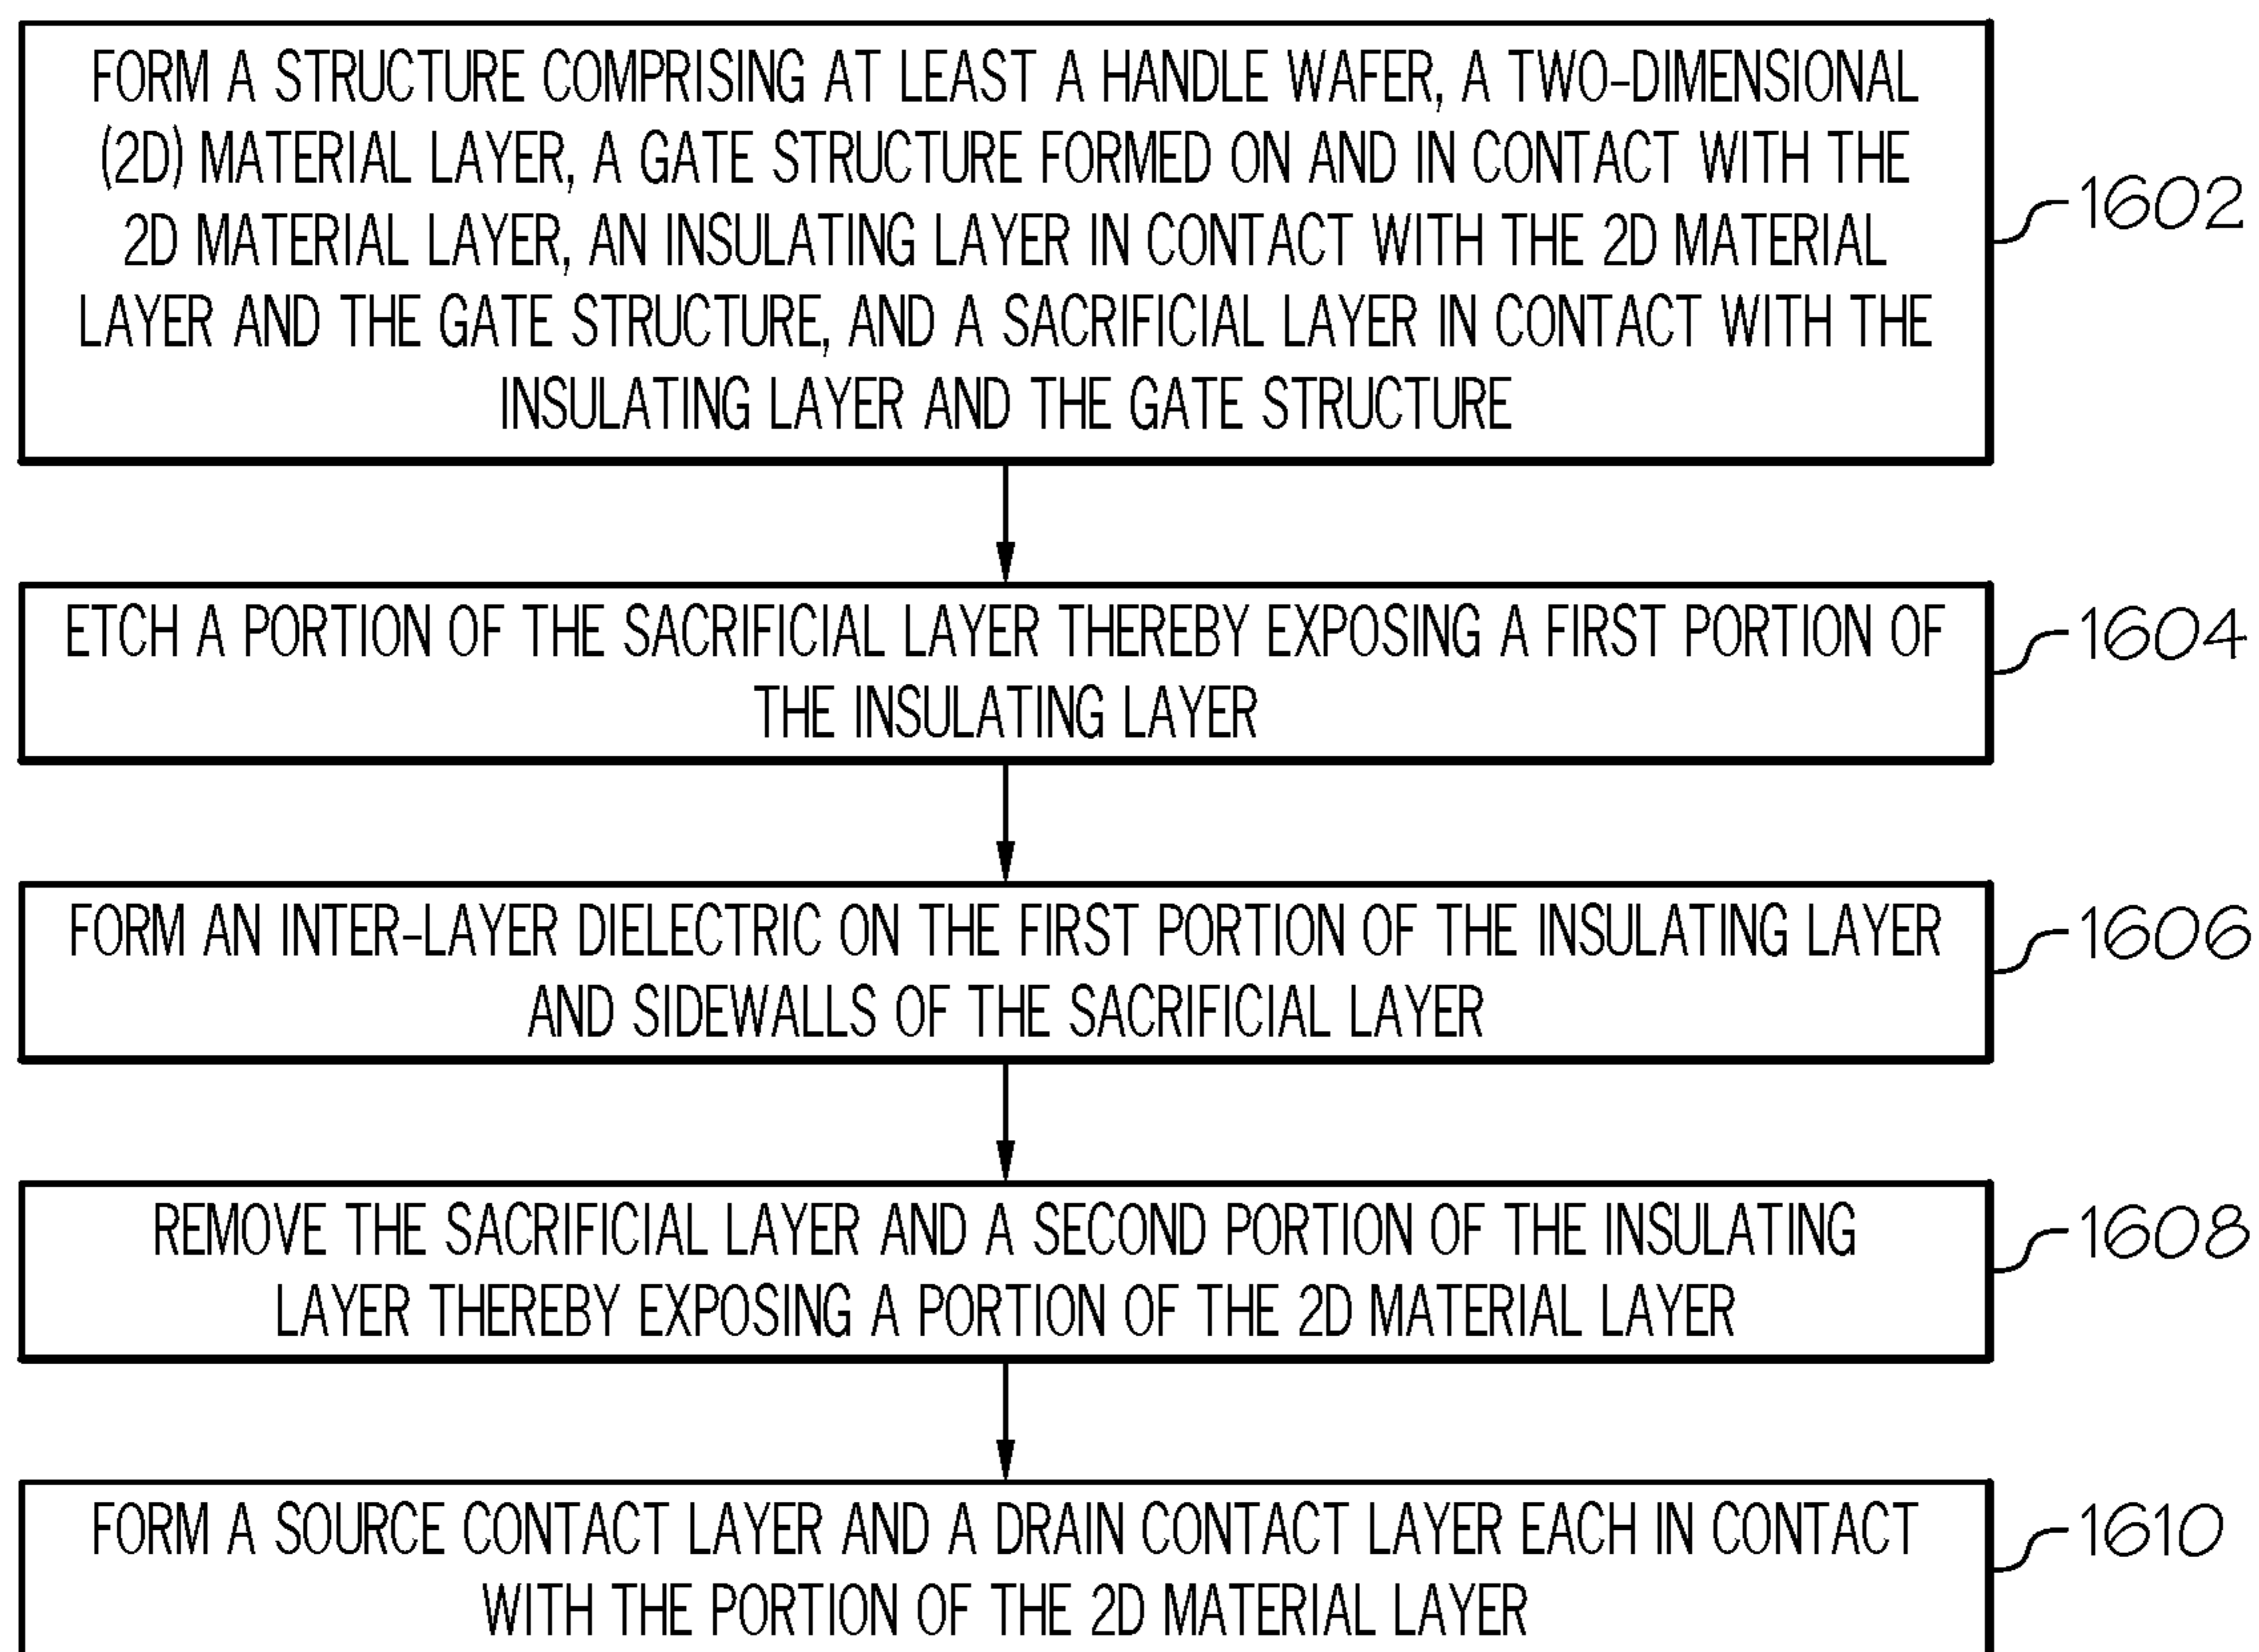 FORM A STRUCTURE COMPRISING AT LEAST A HANDLE WAFER, A TWO-DIMENSIONAL
(2D) MATERIAL LAYER, A GATE STRUCTURE FORMED ON AND IN CONTACT WITH THE
2D MATERIAL LAYER, AN INSULATING LAYER IN CONTACT WITH THE 2D MATERIAL
LAYER AND THE GATE STRUCTURE, AND A SACRIFICIAL LAYER IN CONTACT WITH THE
INSULATING LAYER AND THE GATE STRUCTURE
1602
ETCH A PORTION OF THE SACRIFICIAL LAYER THEREBY EXPOSING A FIRST PORTION OF
THE INSULATING LAYER
1604
FORM AN INTER-LAYER DIELECTRIC ON THE FIRST PORTION OF THE INSULATING LAYER
AND SIDEWALLS OF THE SACRIFICIAL LAYER
1606
REMOVE THE SACRIFICIAL LAYER AND A SECOND PORTION OF THE INSULATING
LAYER THEREBY EXPOSING A PORTION OF THE 2D MATERIAL LAYER
1608
FORM A SOURCE CONTACT LAYER AND A DRAIN CONTACT LAYER EACH IN CONTACT
WITH THE PORTION OF THE 2D MATERIAL LAYER
1610